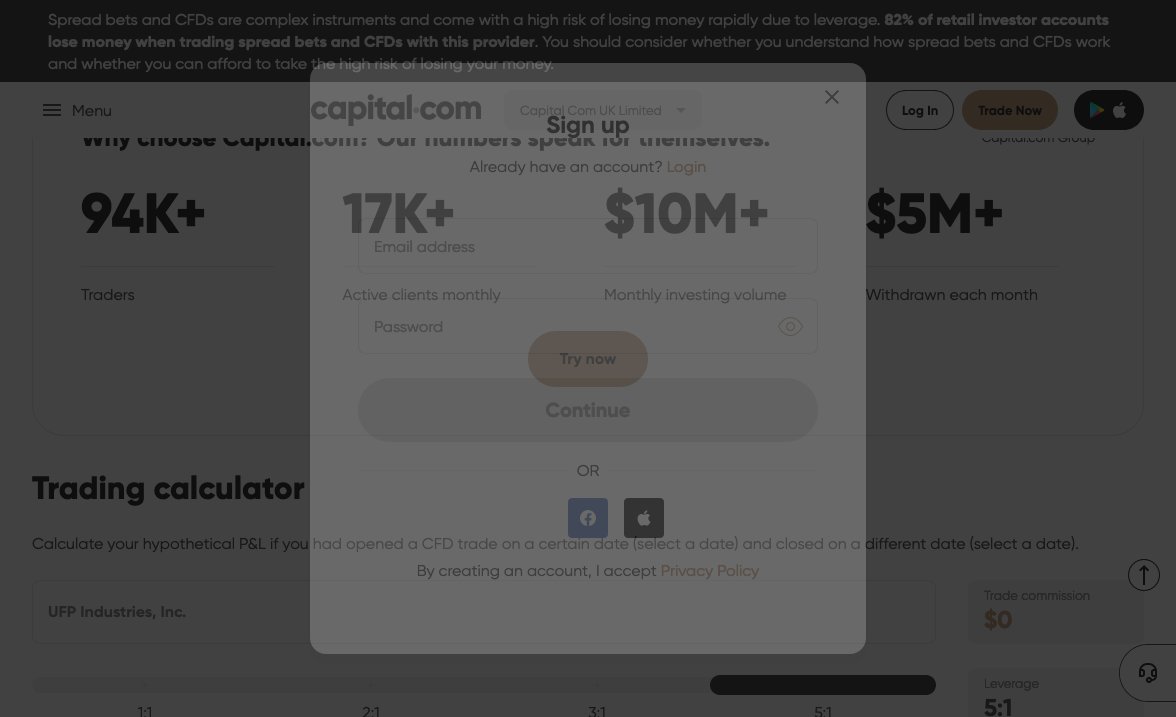 Spread bets and CFDs are complex instruments and come with a high risk of losing money rapidly due to leverage. 82% of retail investor accounts
lose money when trading spread bets and CFDs with this provider. You should consider whether you understand how spread bets and CFDs work
and whether you can afford to take the high risk of losing your money.
Menu
capital.com
Capital Com UK Limited
Log In
Trade Now
Sign up
Why choose Capital.com? Our numbers speak for themselves.
Capital.com Group
Already have an account? Login
94K+
17K+
$10M+
$5M+
Email address
Traders
Active clients monthly
Monthly investing volume
Withdrawn each month
Password
Try now
Continue
OR
Trading calculator
Calculate your hypothetical P&L if you had opened a CFD trade on a certain date (select a date) and closed on a different date (select a date).
By creating an account, I accept Privacy Policy
UFP Industries, Inc.
Trade commission
$0
Leverage
5:1
1:1
2:1
3:1
5:1